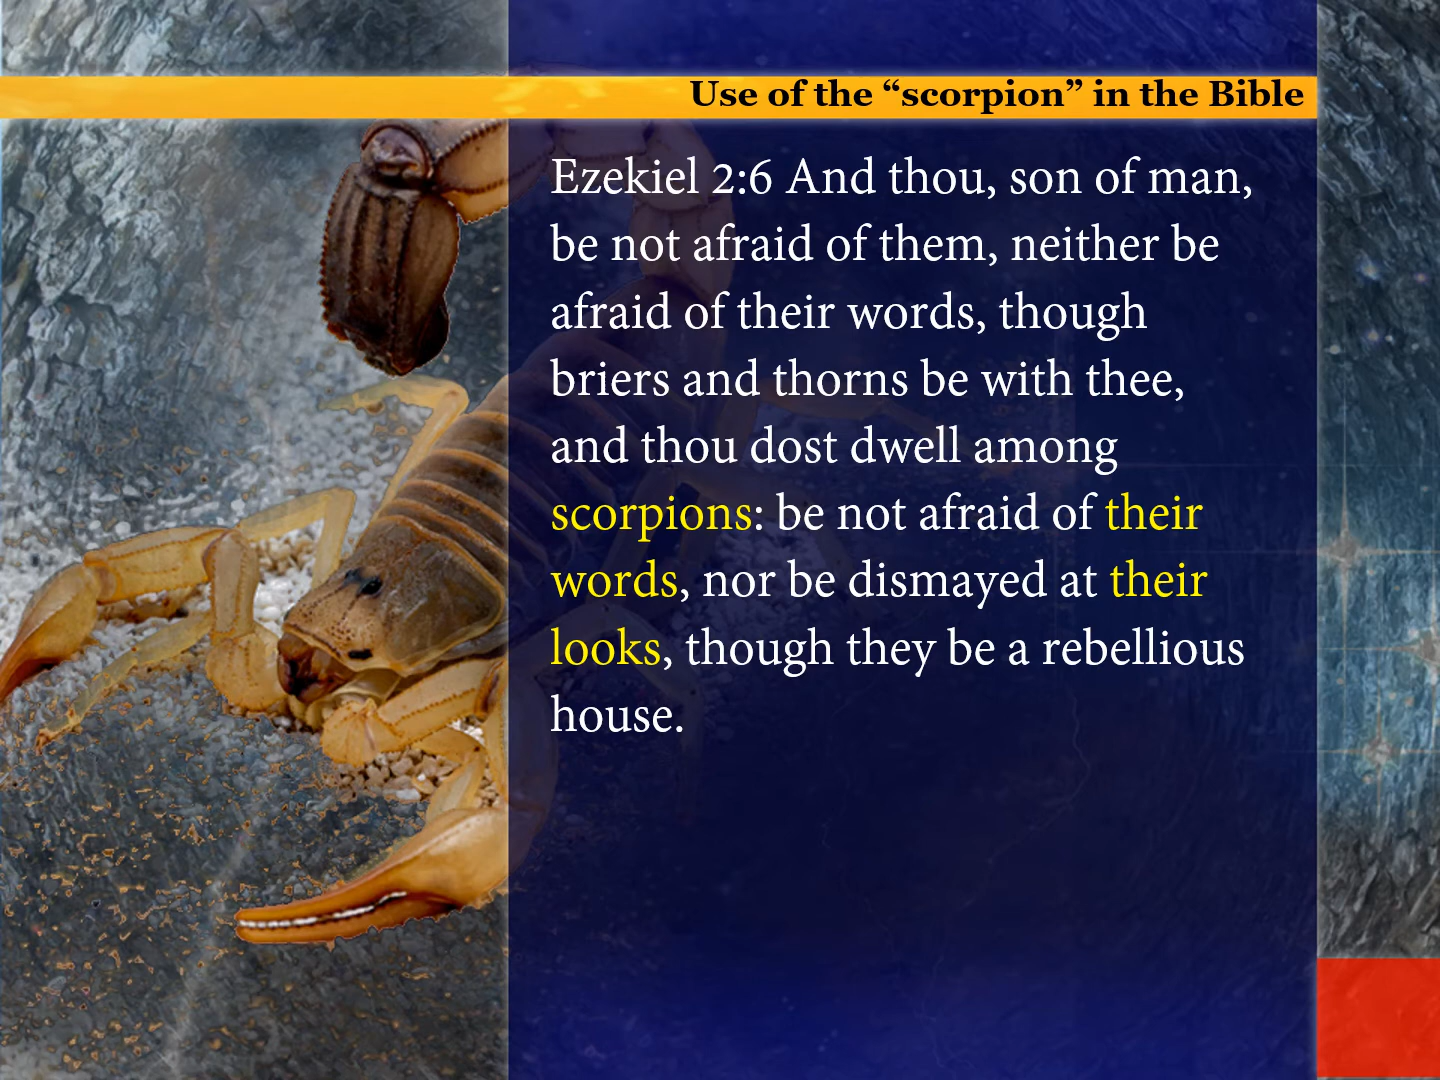 Use of the “scorpion” in the Bible
Ezekiel 2:6 And thou, son of man,
be not afraid of them, neither be
afraid of their words, though
briers and thorns be with thee,
and thou dost dwell among
scorpions: be not afraid of their
words, nor be dismayed at their
looks, though they be a rebellious
house.